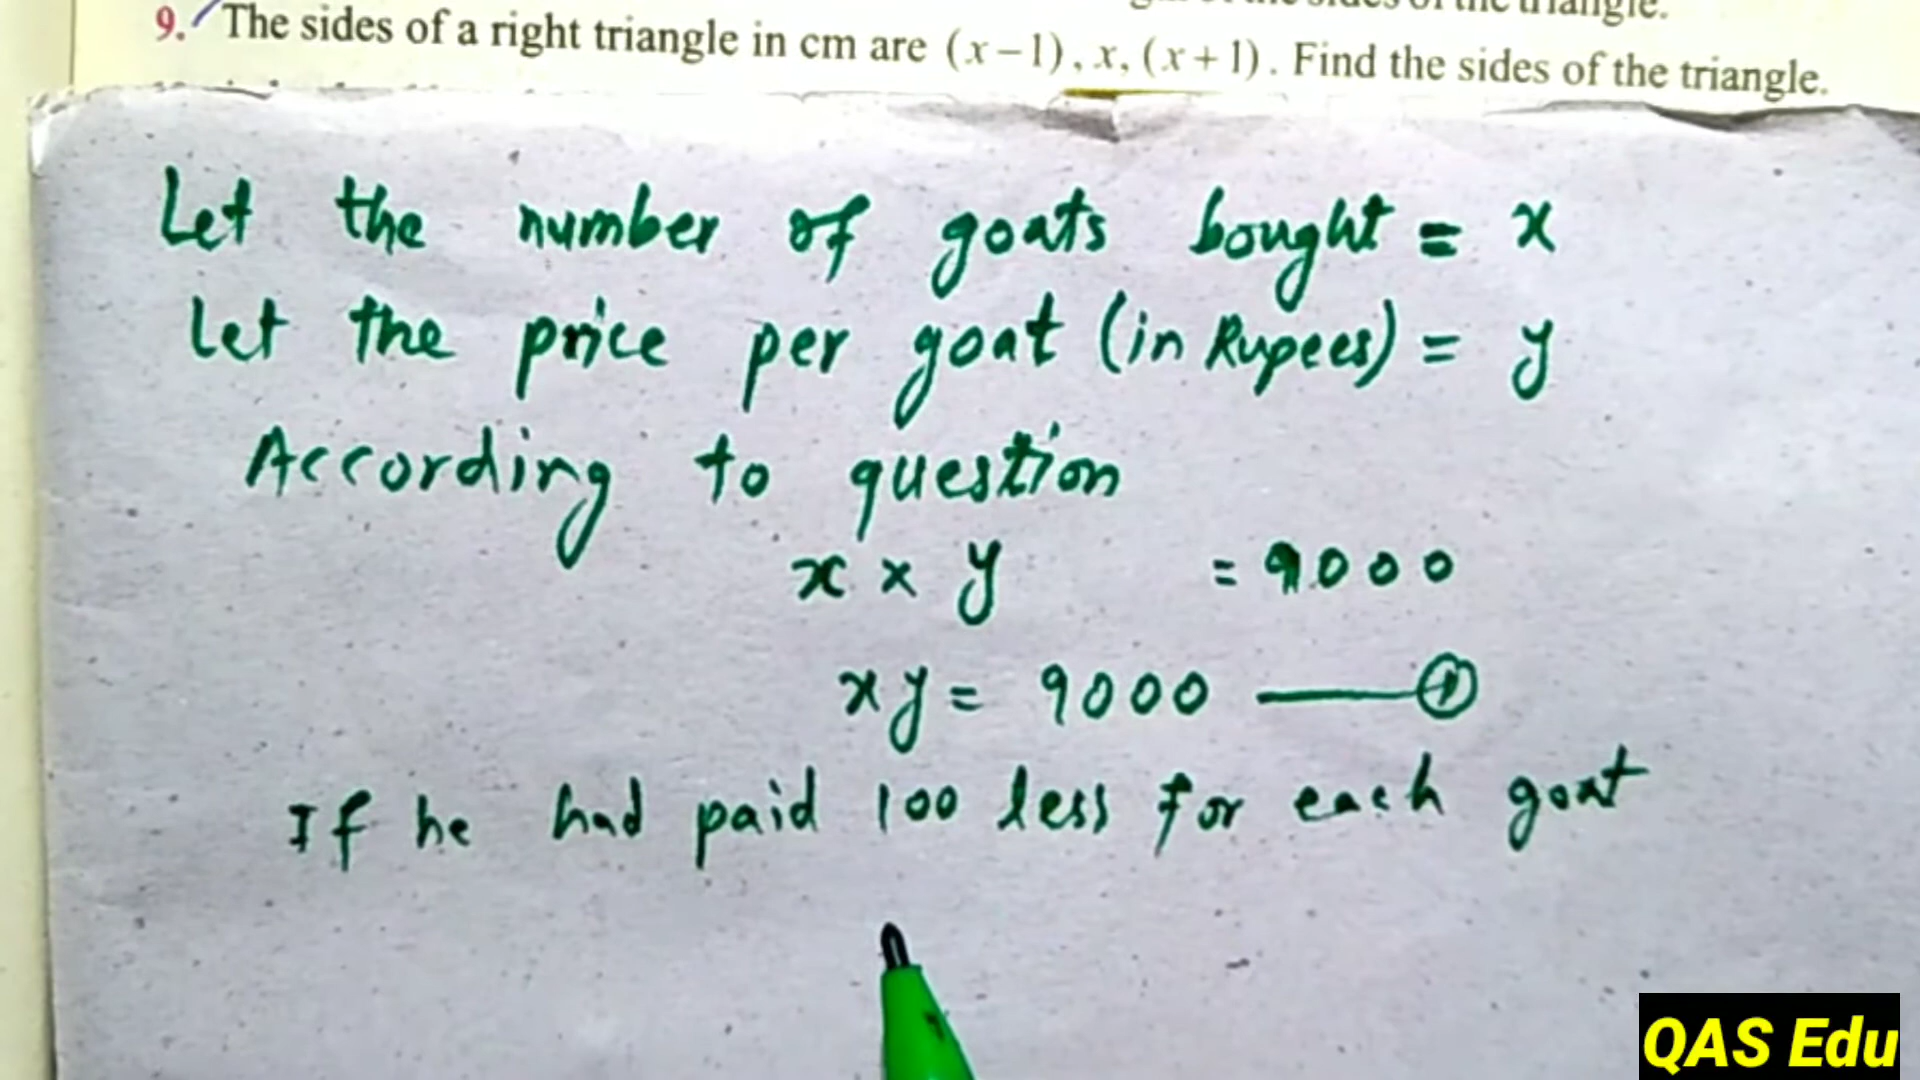 triangle.
9. The sides of a right triangle in cm are (x−1), x, (x+1). Find the sides of the triangle.
Let the number of goats bought = x
Let the price per goat (in Rupees) = y
According to question
x × y = 9000
xy = 9000 — 1
If he had paid 100 less for each goat
QAS Edu